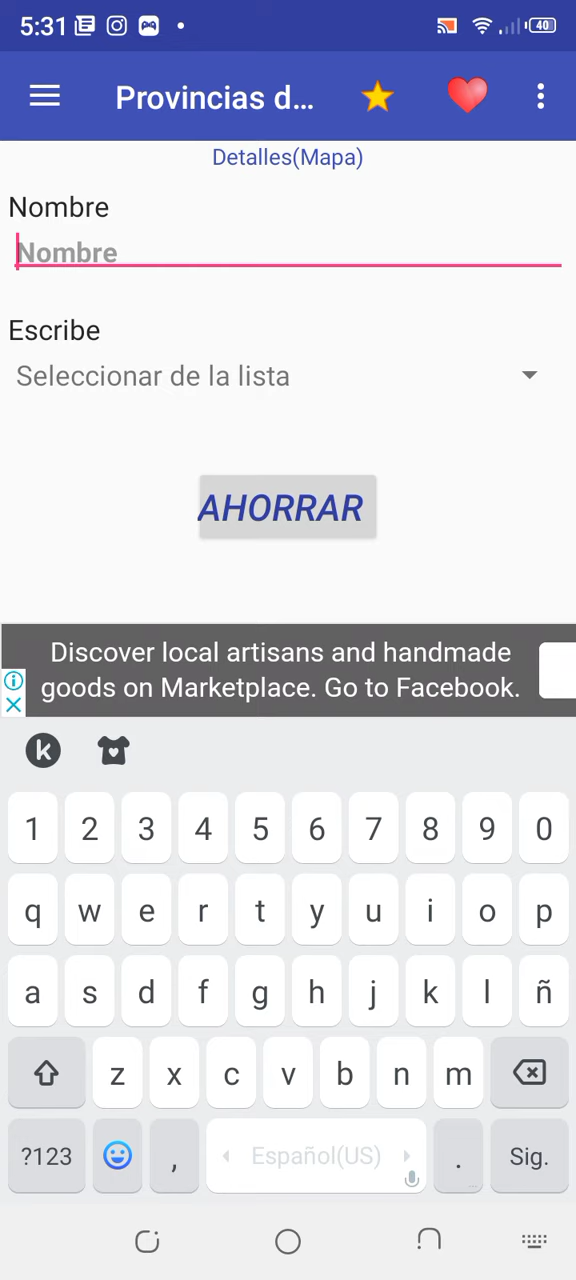 5:31
40
Provincias d...
Detalles(Mapa)
Nombre
Nombre
Escribe
Seleccionar de la lista
AHORRAR
Discover local artisans and handmade
goods on Marketplace. Go to Facebook.
k
1 2 3 4 5 6 7 8 9 0
q w e r t y u i o p
a s d f g h j k l ñ
z x c v b n m
?123 , Español(US) . Sig.